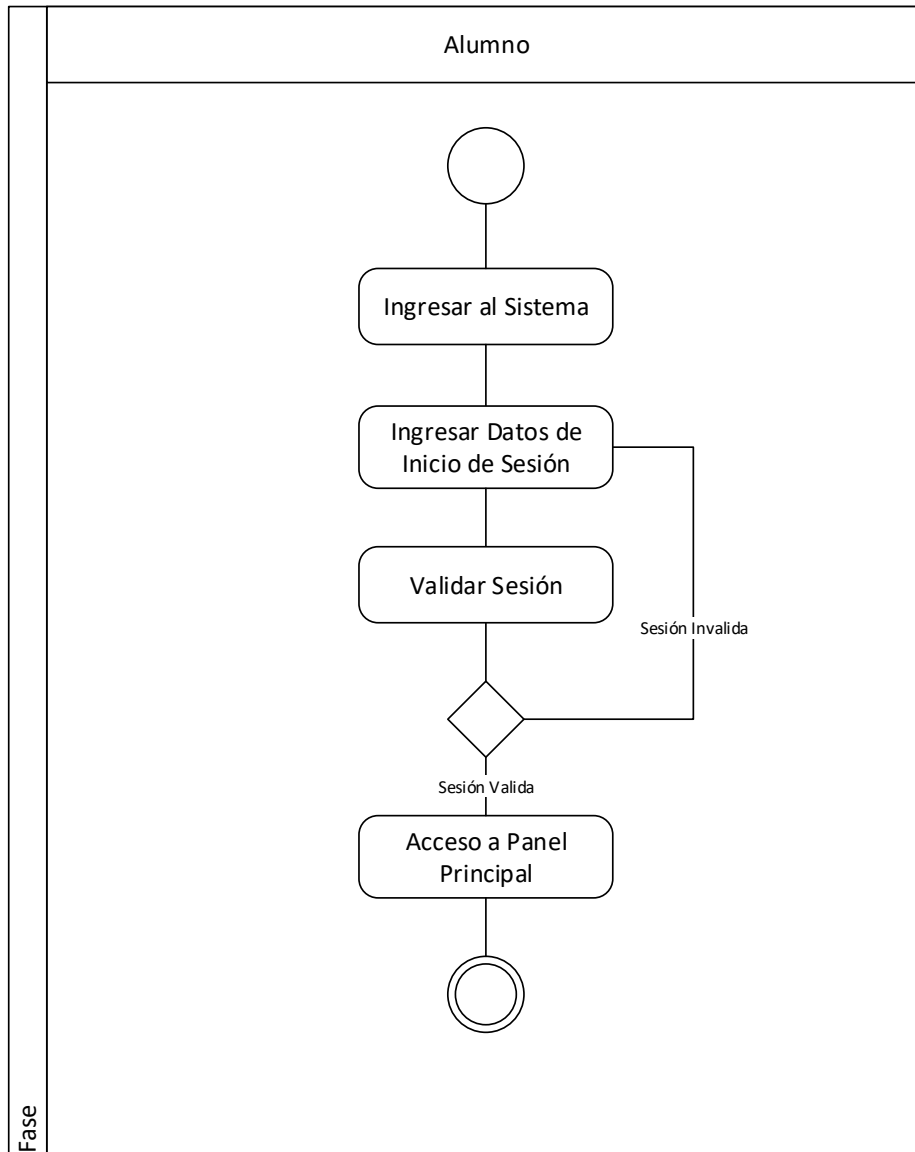 Alumno
Ingresar al Sistema
Ingresar Datos de
Inicio de Sesión
Validar Sesión
Sesión Invalida
Sesión Valida
Acceso a Panel
Principal
Fase